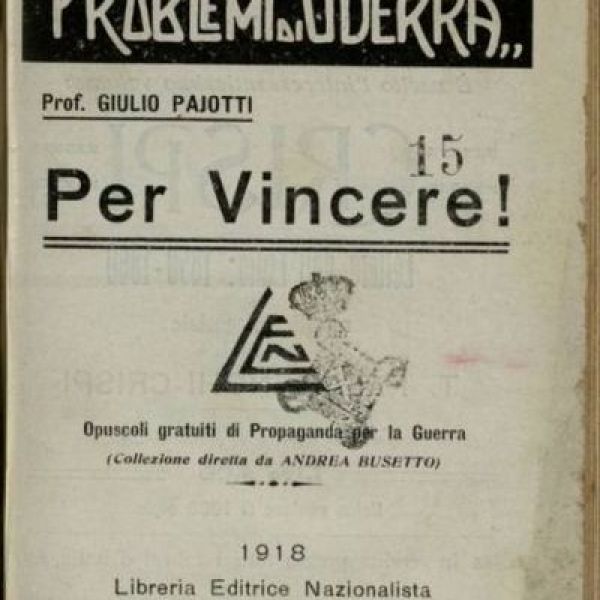 PROBLEMI DI GUERRA,,
Prof. GIULIO PAJOTTI
15
Per Vincere!
LEN
Opuscoli gratuiti di Propaganda per la Guerra
(Collezione diretta da ANDREA BUSETTO)
1918
Libreria Editrice Nazionalista